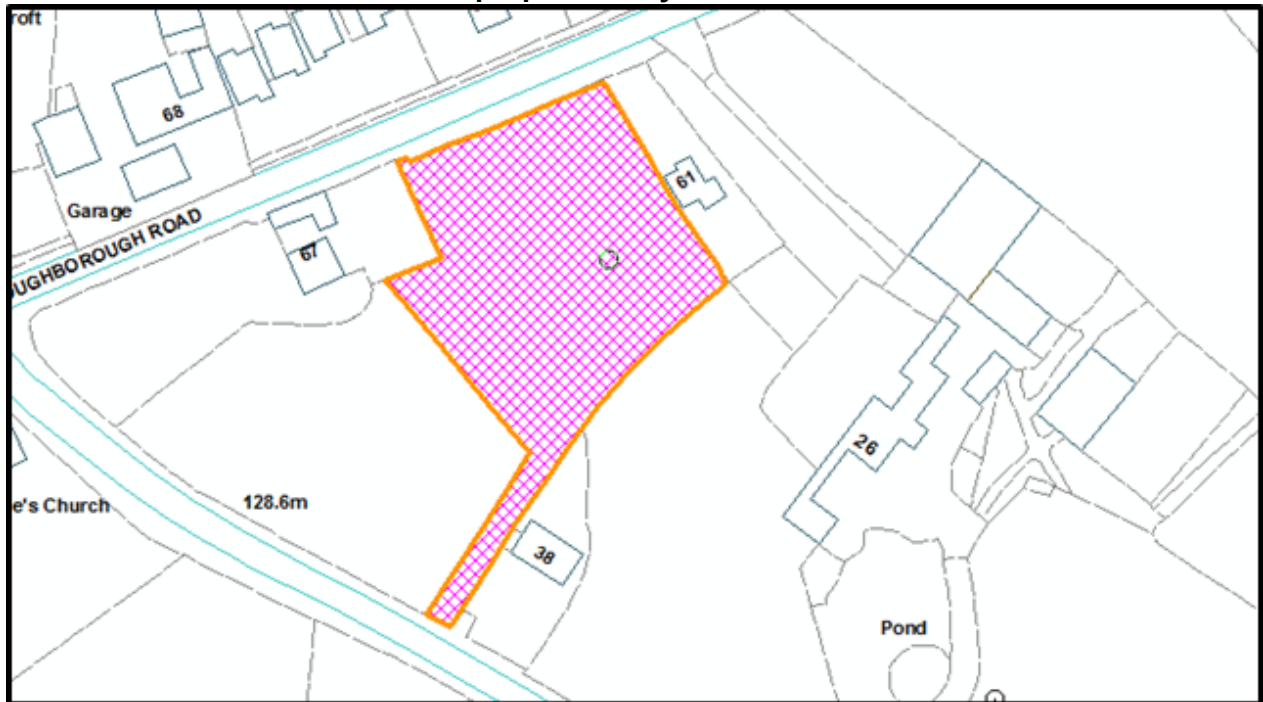 roft
68
Garage
UGHBOROUGH ROAD
67
61
26
e's Church
128.6m
38
Pond